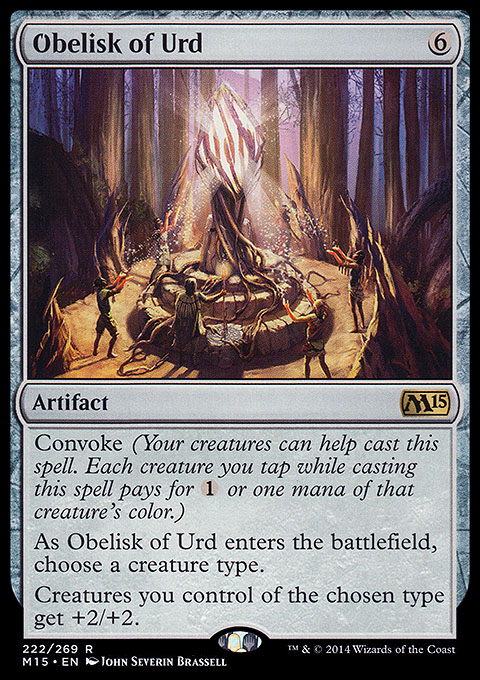 Obelisk of Urd 6
Artifact M15
Convoke (Your creatures can help cast this
spell. Each creature you tap while casting
this spell pays for 1 or one mana of that
creature's color.)
As Obelisk of Urd enters the battlefield,
choose a creature type.
Creatures you control of the chosen type
get +2/+2.
222/269 R
M15 • EN John Severin Brassell
™ & © 2014 Wizards of the Coast